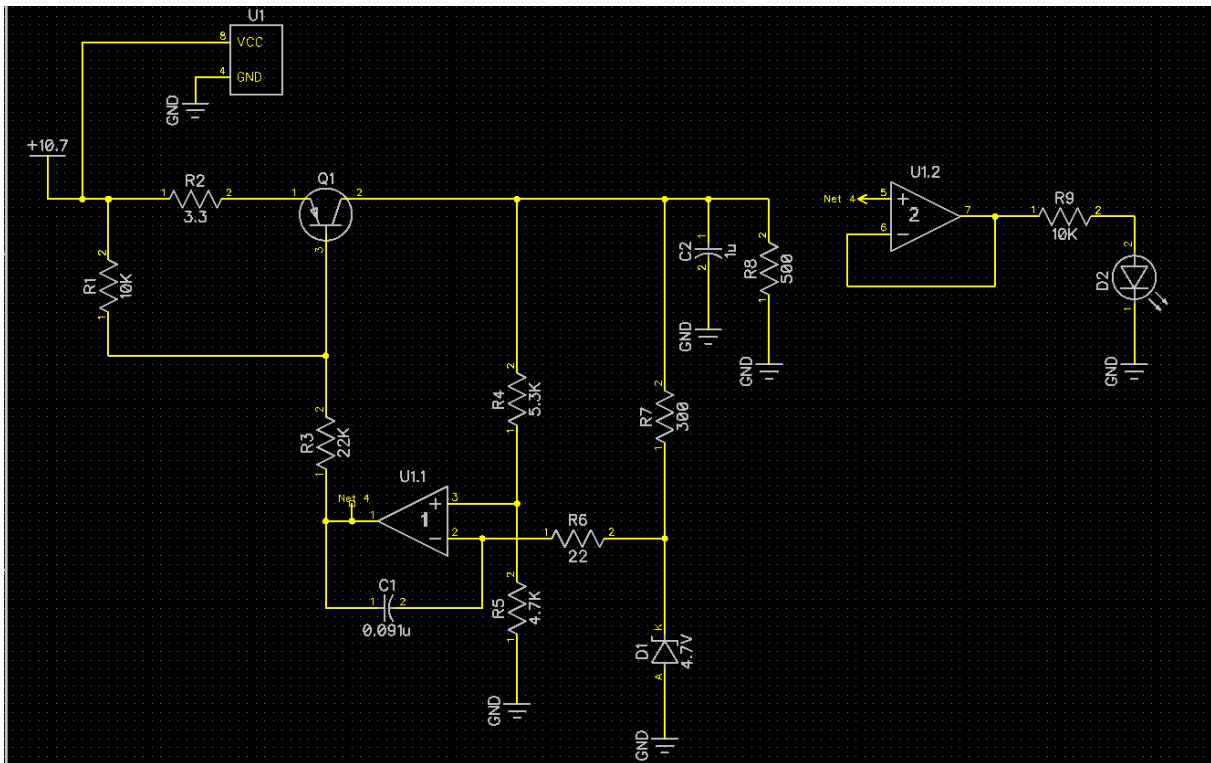 U1
8 VCC
4 GND
GND
+10.7
1 R2 2
3.3
Q1
1 2
3
2
R1 10K
1
2
R3 22K
1
Net 4
1
U1.1
1
+ 3
- 2
C1
1 2
0.091u
2
R4 5.3K
1
2
R5 4.7K
1
GND
R6
1 2
22
2
R7 300
1
K
D1 4.7V
A
GND
1
C2 1u
2
GND
2
R8 500
1
GND
U1.2
Net 4
5 +
6 -
2
7
R9
1 2
10K
2
D2
1
GND